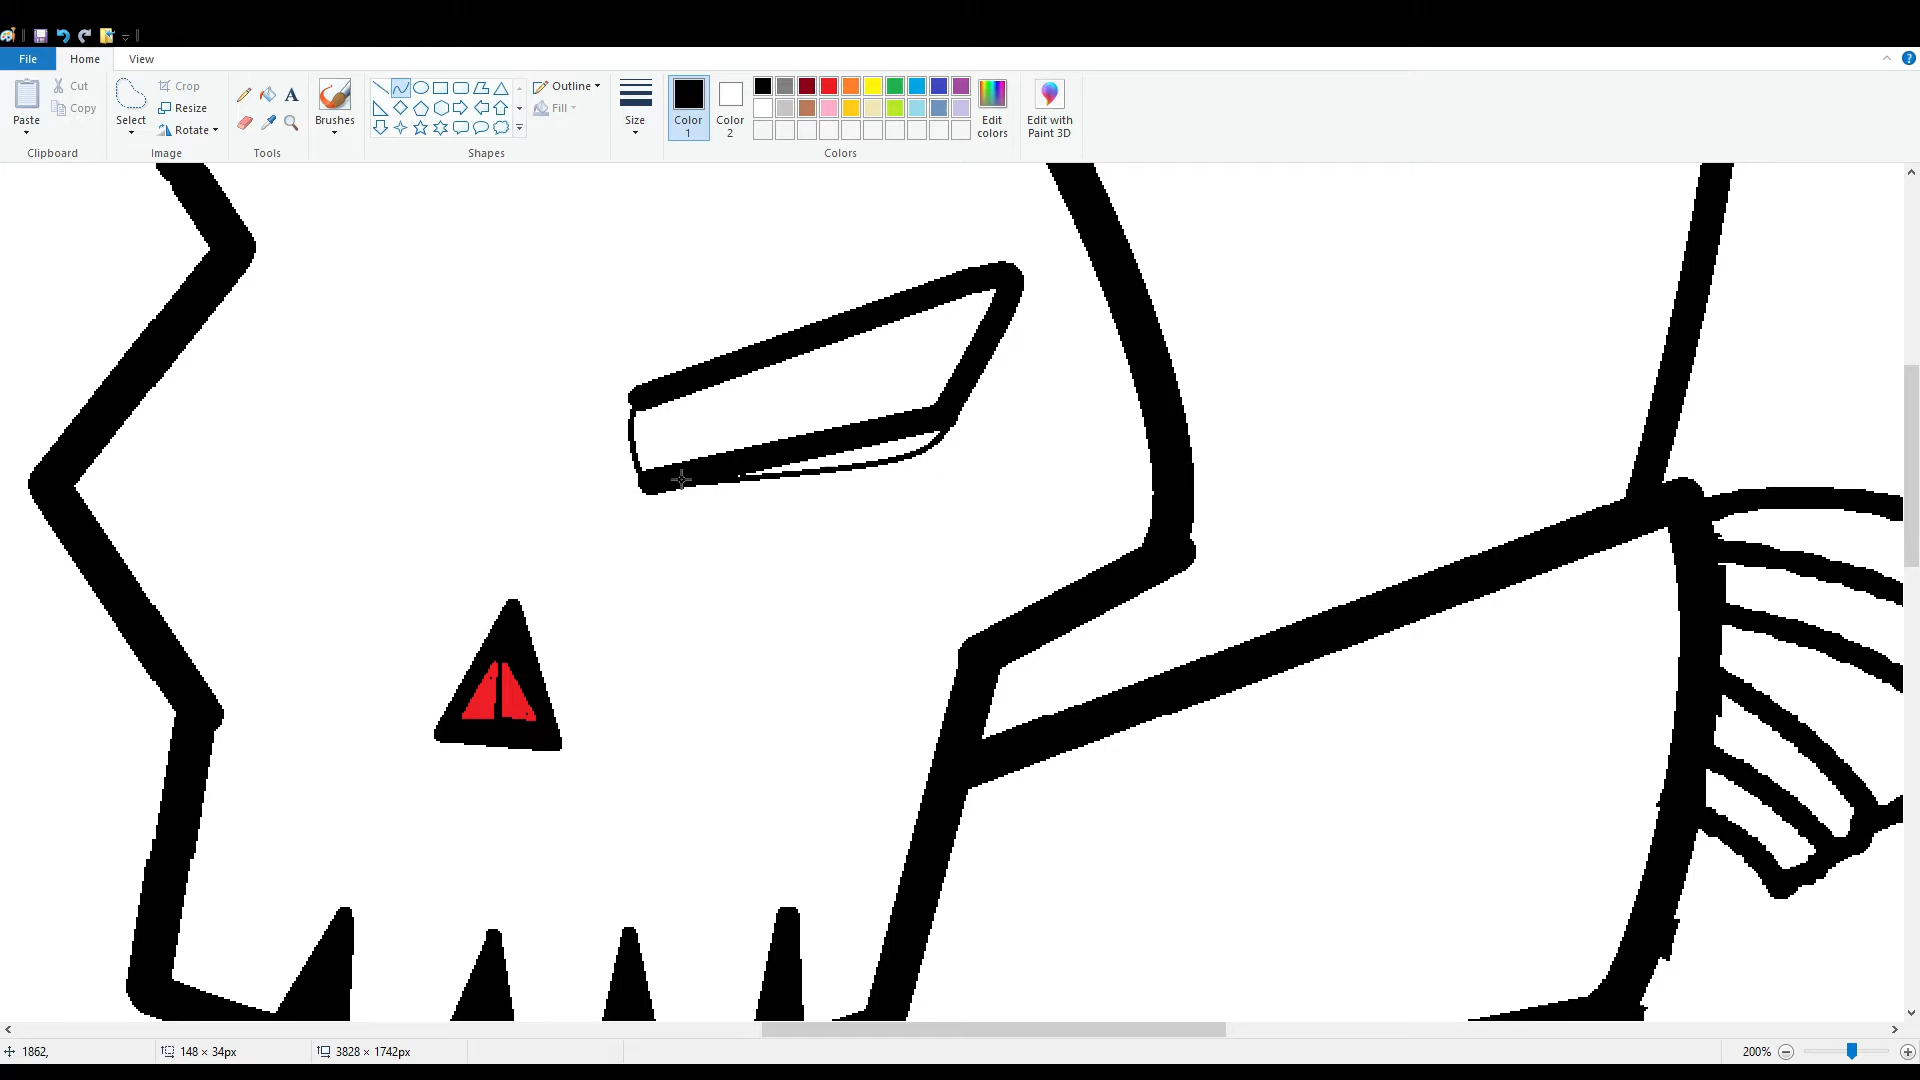 File Home View
Paste Cut Copy
Clipboard
Select Crop Resize Rotate
Image
Tools
Brushes
Outline Fill
Shapes
Size
Color 1
Color 2
Edit colors
Colors
Edit with Paint 3D
1862,
148 × 34px
3828 × 1742px
200%